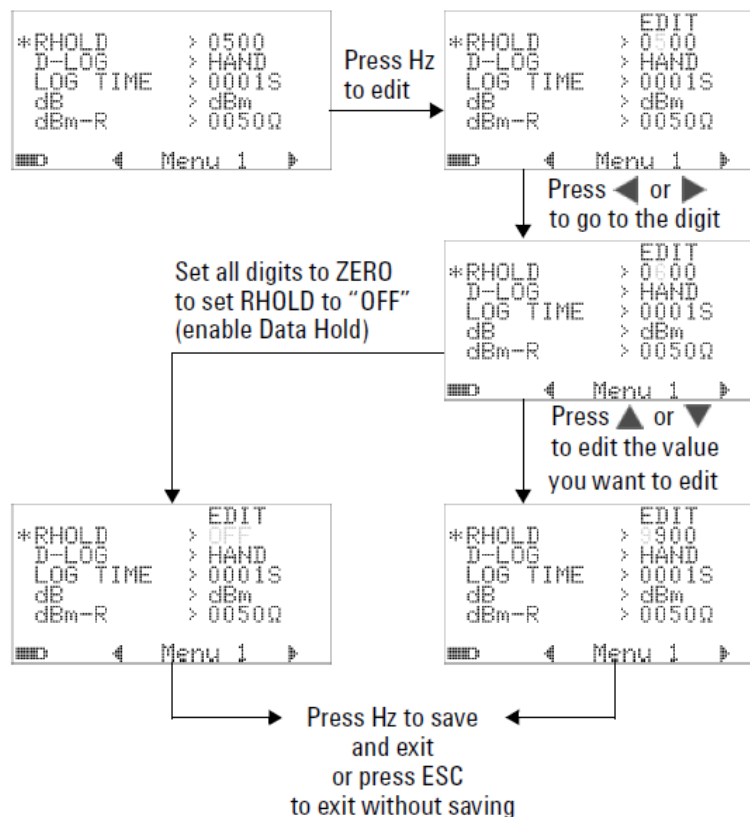 *RHOLD > 0500
D-LOG > HAND
LOG TIME > 0001S
dB > dBm
dBm-R > 0050Ω
Menu 1
Press Hz
to edit
EDIT
*RHOLD > 0500
D-LOG > HAND
LOG TIME > 0001S
dB > dBm
dBm-R > 0050Ω
Menu 1
Press ◀ or ▶
to go to the digit
EDIT
*RHOLD > 0600
D-LOG > HAND
LOG TIME > 0001S
dB > dBm
dBm-R > 0050Ω
Menu 1
Set all digits to ZERO
to set RHOLD to “OFF”
(enable Data Hold)
Press ▲ or ▼
to edit the value
you want to edit
EDIT
*RHOLD > OFF
D-LOG > HAND
LOG TIME > 0001S
dB > dBm
dBm-R > 0050Ω
Menu 1
EDIT
*RHOLD > 9900
D-LOG > HAND
LOG TIME > 0001S
dB > dBm
dBm-R > 0050Ω
Menu 1
Press Hz to save
and exit
or press ESC
to exit without saving